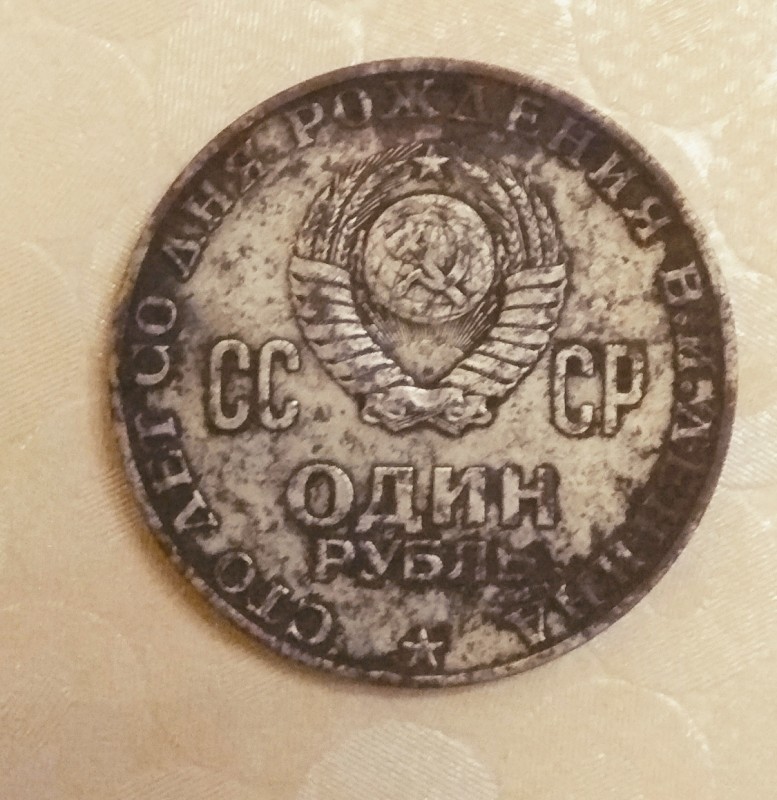 СТО ЛЕТ СО ДНЯ РОЖДЕНИЯ В.И.ЛЕНИНА
СС СР
ОДИН
РУБЛЬ